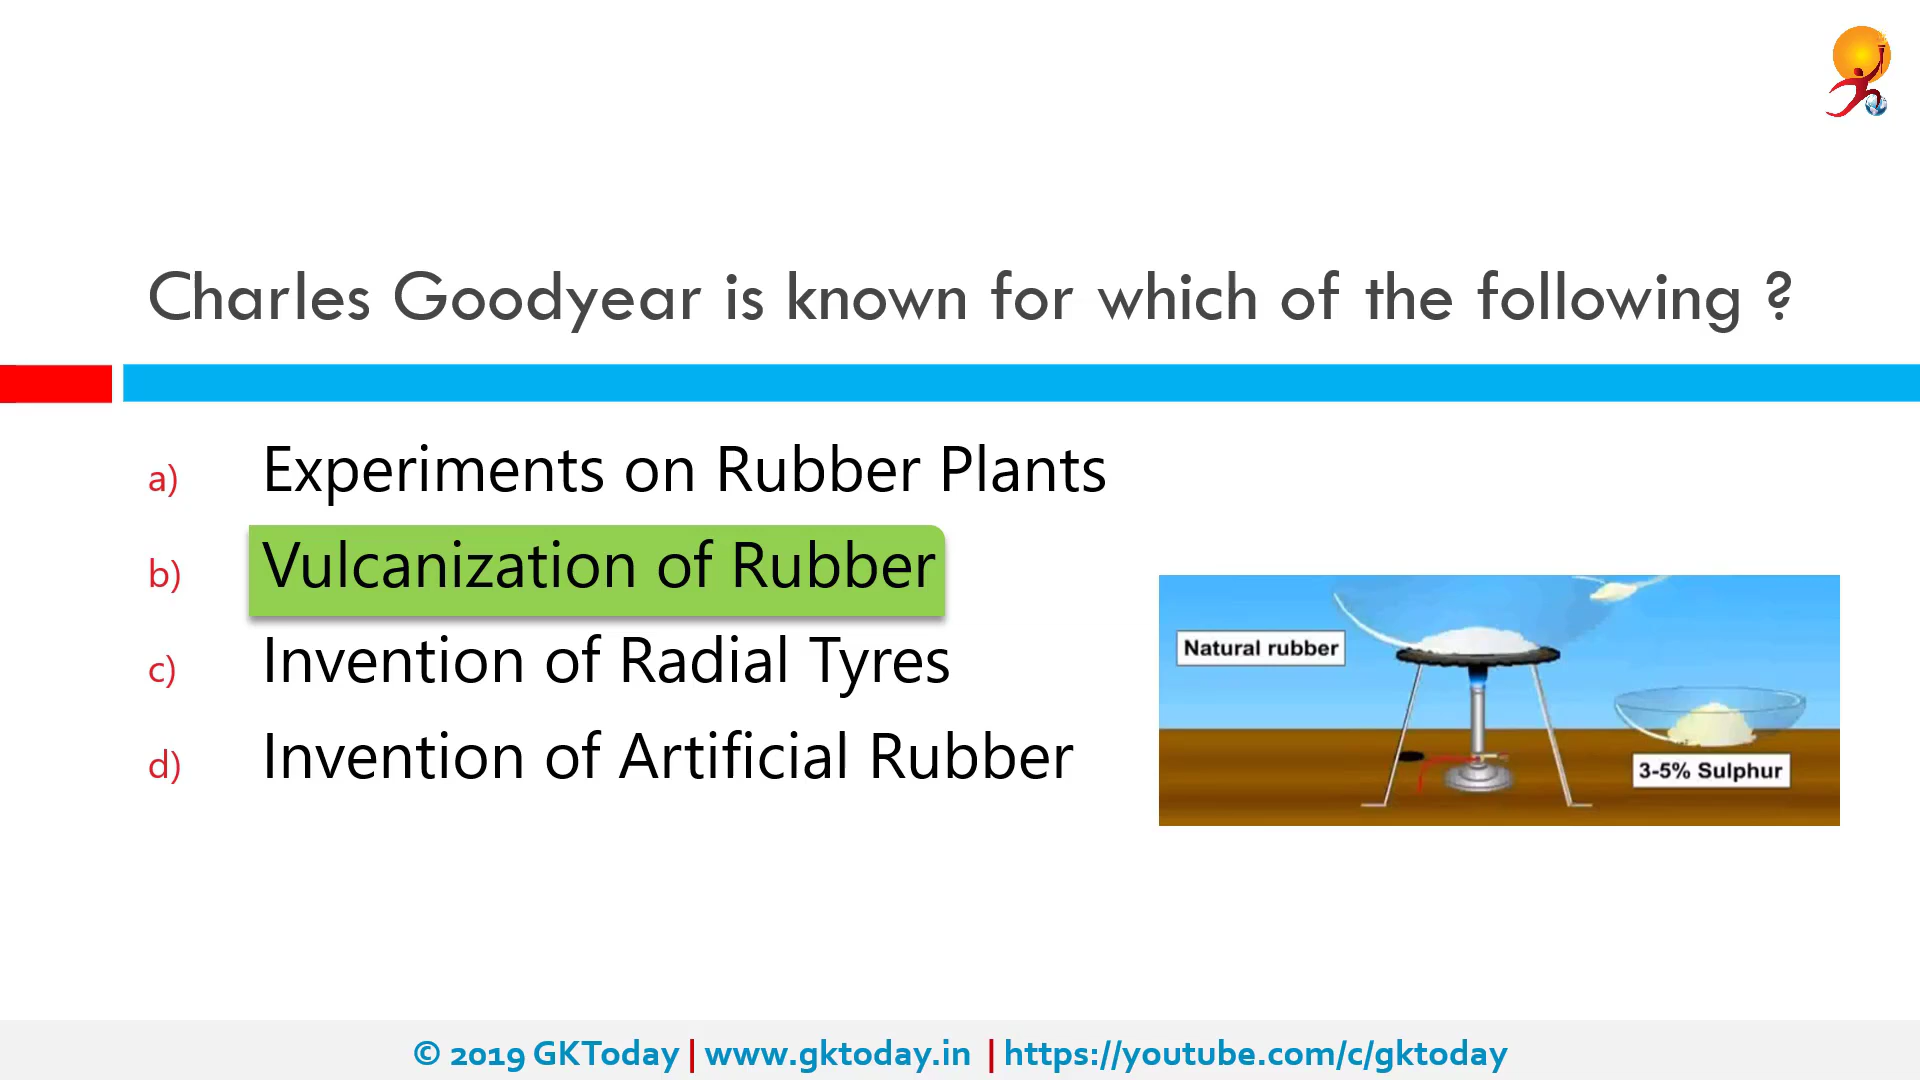 Charles Goodyear is known for which of the following ?
a) Experiments on Rubber Plants
b) Vulcanization of Rubber
c) Invention of Radial Tyres
d) Invention of Artificial Rubber
Natural rubber
3-5% Sulphur
© 2019 GKToday | www.gktoday.in | https://youtube.com/c/gktoday